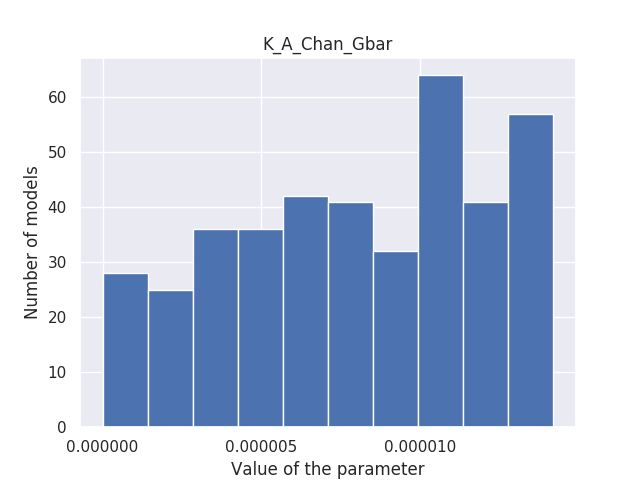 K_A_Chan_Gbar
Number of models
60
50
40
30
20
10
0
0.000000 0.000005 0.000010
Value of the parameter